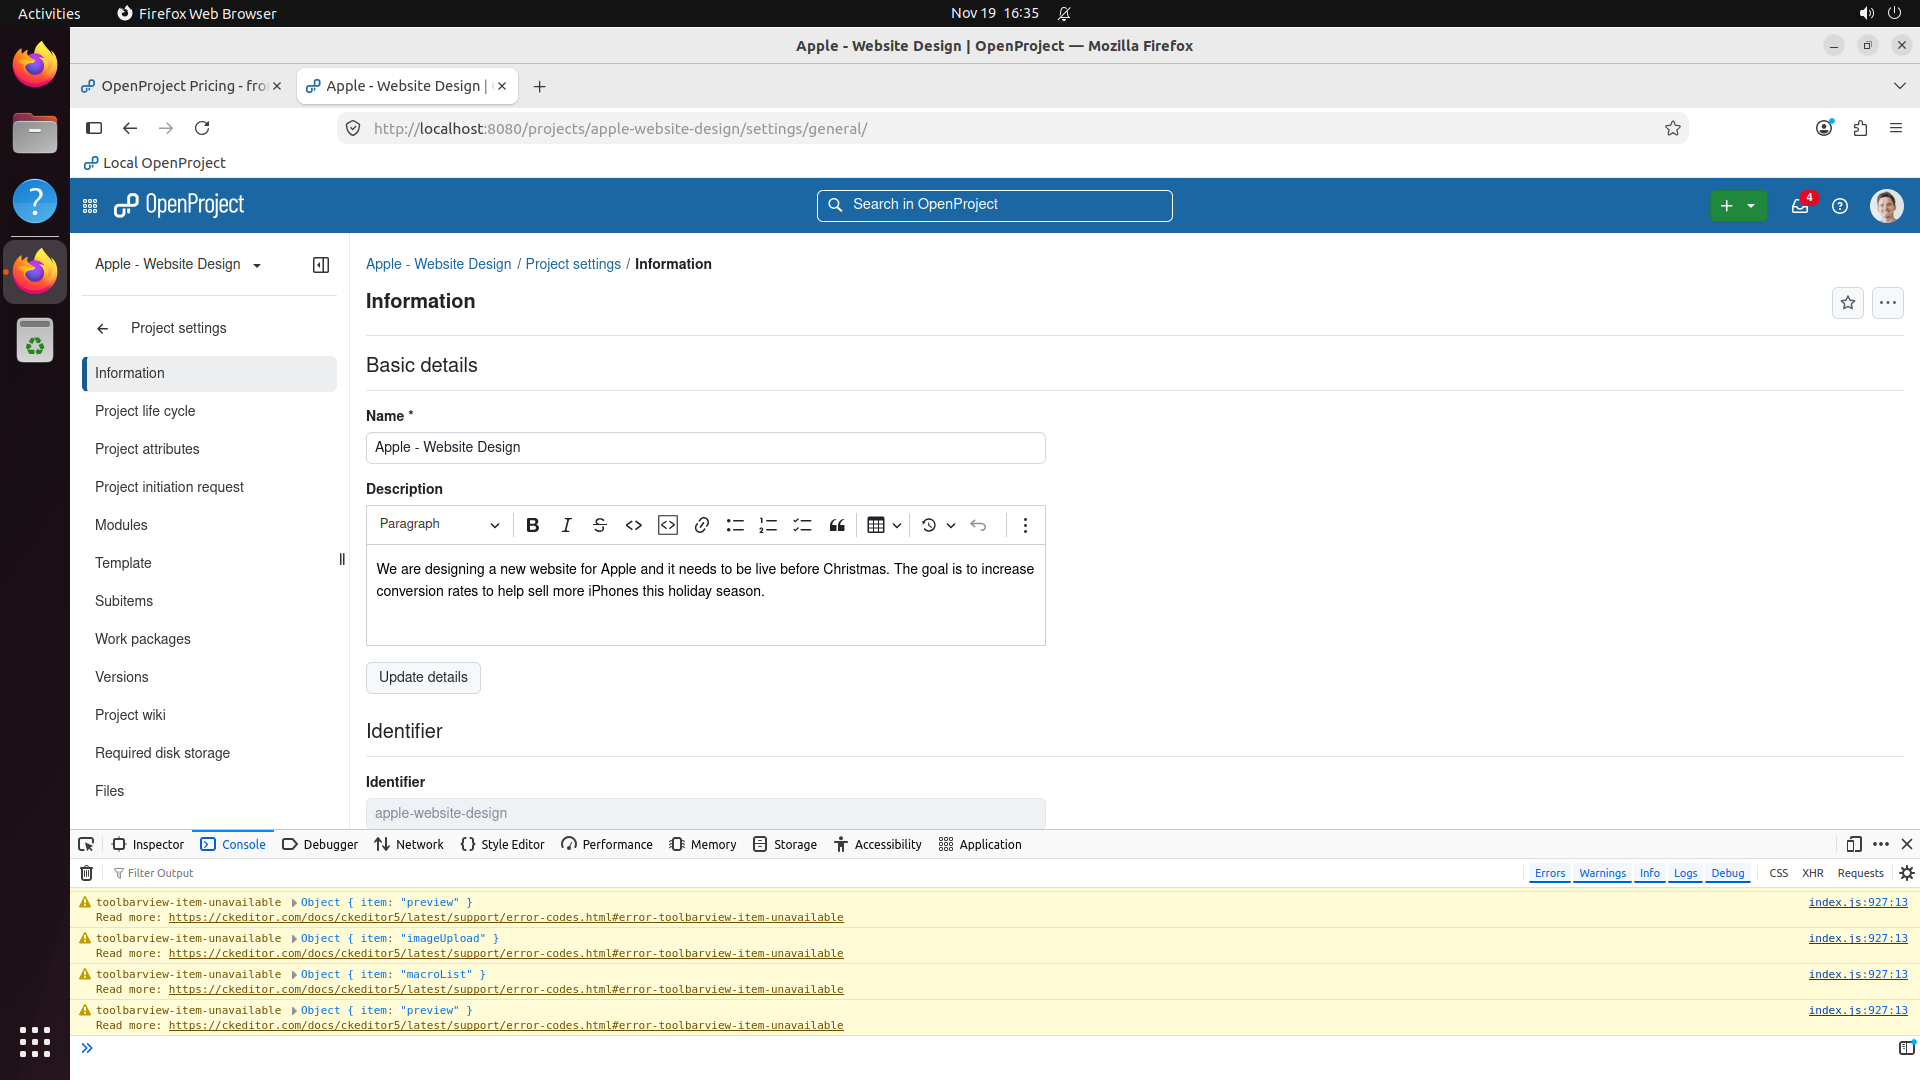 Activities
Firefox Web Browser
Nov 19 16:35
Apple - Website Design | OpenProject — Mozilla Firefox
OpenProject Pricing - fro
Apple - Website Design |
http://localhost:8080/projects/apple-website-design/settings/general/
Local OpenProject
OpenProject
Search in OpenProject
4
Apple - Website Design
Project settings
Information
Project life cycle
Project attributes
Project initiation request
Modules
Template
Subitems
Work packages
Versions
Project wiki
Required disk storage
Files
Apple - Website Design / Project settings / Information
Information
Basic details
Name *
Apple - Website Design
Description
Paragraph
We are designing a new website for Apple and it needs to be live before Christmas. The goal is to increase
conversion rates to help sell more iPhones this holiday season.
Update details
Identifier
Identifier
apple-website-design
Inspector
Console
Debugger
Network
Style Editor
Performance
Memory
Storage
Accessibility
Application
Filter Output
Errors
Warnings
Info
Logs
Debug
CSS
XHR
Requests
toolbarview-item-unavailable Object { item: "preview" } index.js:927:13
Read more: https://ckeditor.com/docs/ckeditor5/latest/support/error-codes.html#error-toolbarview-item-unavailable
toolbarview-item-unavailable Object { item: "imageUpload" } index.js:927:13
Read more: https://ckeditor.com/docs/ckeditor5/latest/support/error-codes.html#error-toolbarview-item-unavailable
toolbarview-item-unavailable Object { item: "macroList" } index.js:927:13
Read more: https://ckeditor.com/docs/ckeditor5/latest/support/error-codes.html#error-toolbarview-item-unavailable
toolbarview-item-unavailable Object { item: "preview" } index.js:927:13
Read more: https://ckeditor.com/docs/ckeditor5/latest/support/error-codes.html#error-toolbarview-item-unavailable